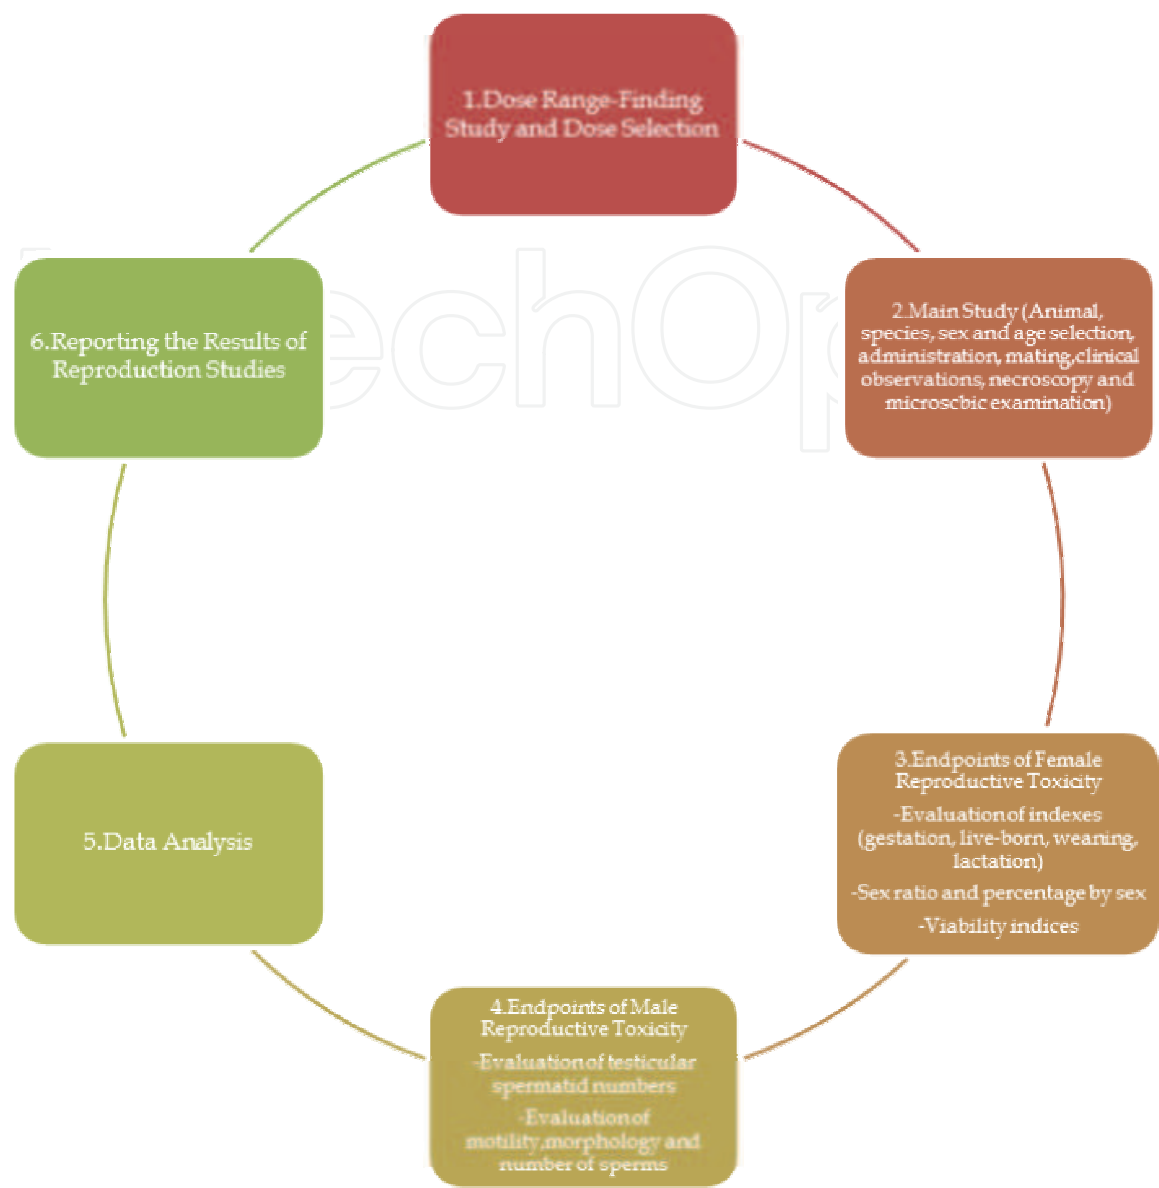 1.Dose Range-Finding
Study and Dose Selection
2.Main Study (Animal,
species, sex and age selection,
administration, mating,clinical
observations, necroscopy and
microscbic examination)
3.Endpoints of Female
Reproductive Toxicity
-Evaluation of indexes
(gestation, live-born, weaning,
lactation)
-Sex ratio and percentage by sex
-Viability indices
4.Endpoints of Male
Reproductive Toxicity
-Evaluation of testicular
spermatid numbers
-Evaluation of
motility,morphology and
number of sperms
5.Data Analysis
6.Reporting the Results of
Reproduction Studies
echOp